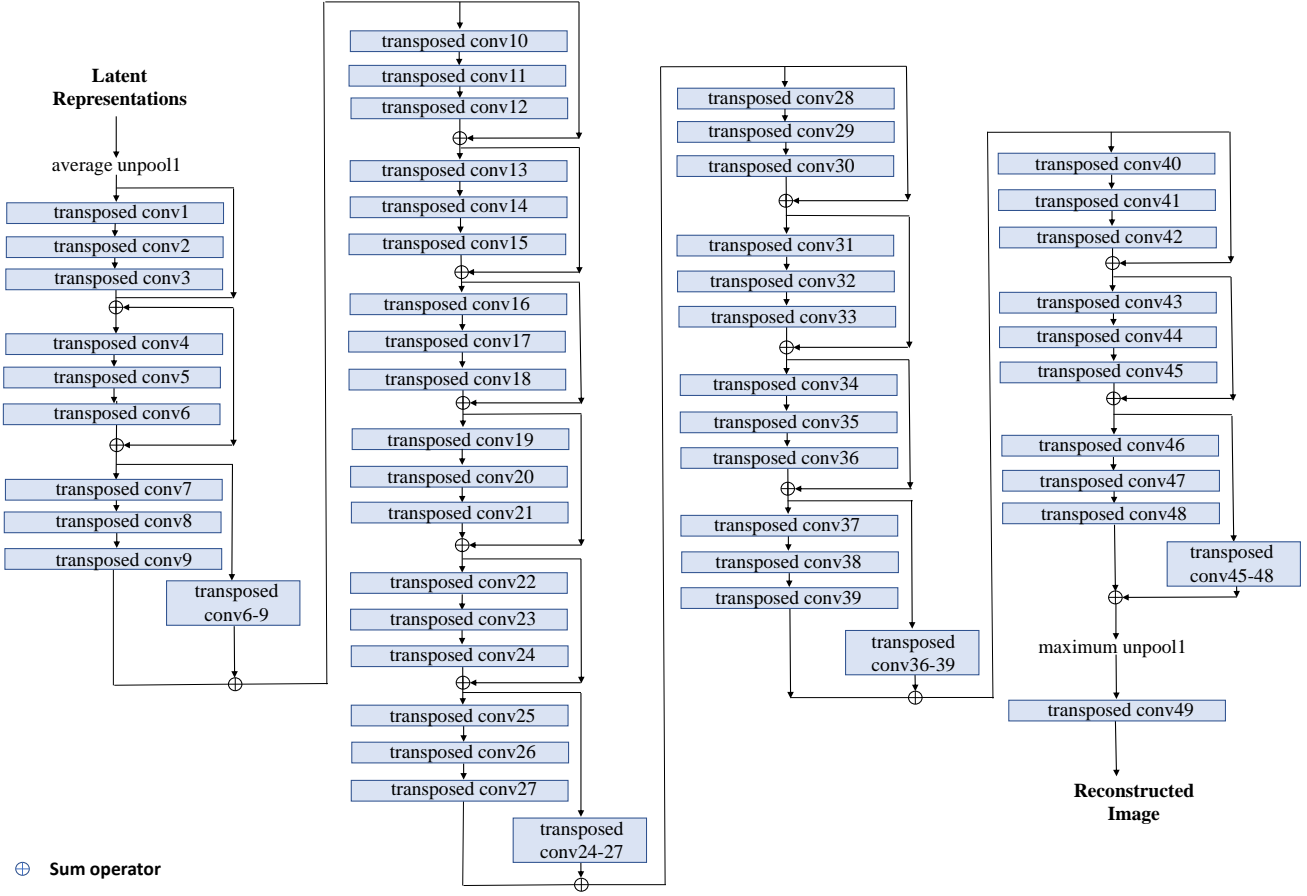 Latent
Representations
average unpool1
transposed conv1
transposed conv2
transposed conv3
transposed conv4
transposed conv5
transposed conv6
transposed conv7
transposed conv8
transposed conv9
transposed
conv6-9
transposed conv10
transposed conv11
transposed conv12
transposed conv13
transposed conv14
transposed conv15
transposed conv16
transposed conv17
transposed conv18
transposed conv19
transposed conv20
transposed conv21
transposed conv22
transposed conv23
transposed conv24
transposed conv25
transposed conv26
transposed conv27
transposed
conv24-27
transposed conv28
transposed conv29
transposed conv30
transposed conv31
transposed conv32
transposed conv33
transposed conv34
transposed conv35
transposed conv36
transposed conv37
transposed conv38
transposed conv39
transposed
conv36-39
transposed conv40
transposed conv41
transposed conv42
transposed conv43
transposed conv44
transposed conv45
transposed conv46
transposed conv47
transposed conv48
transposed
conv45-48
maximum unpool1
transposed conv49
Reconstructed
Image
Sum operator